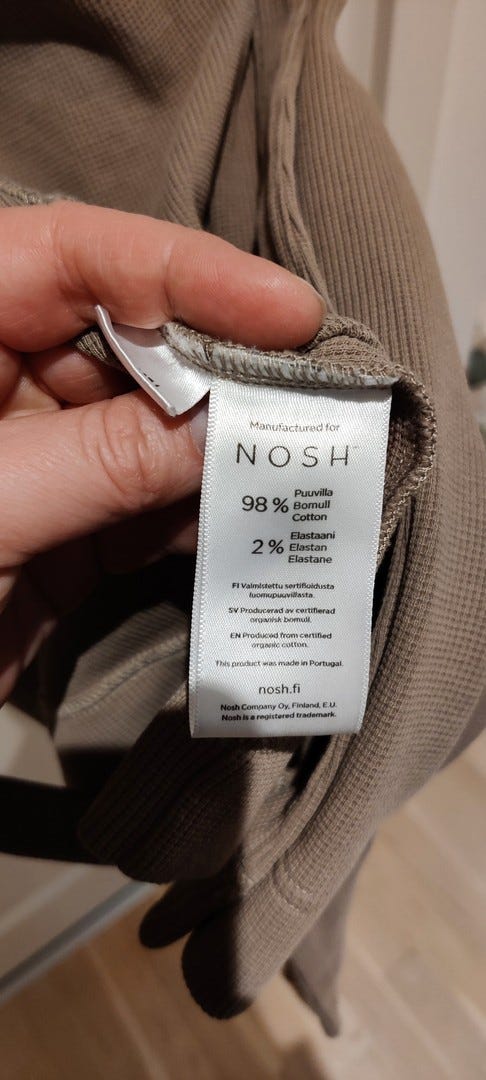 Manufactured for
NOSH™
98 % Puuvilla
Bomull
Cotton
2 % Elastaani
Elastan
Elastane
FI Valmistettu sertifioidusta
luomupuuvillasta.
SV Producerad av certifierad
organisk bomull.
EN Produced from certified
organic cotton.
This product was made in Portugal.
nosh.fi
Nosh Company Oy, Finland, E.U.
Nosh is a registered trademark.